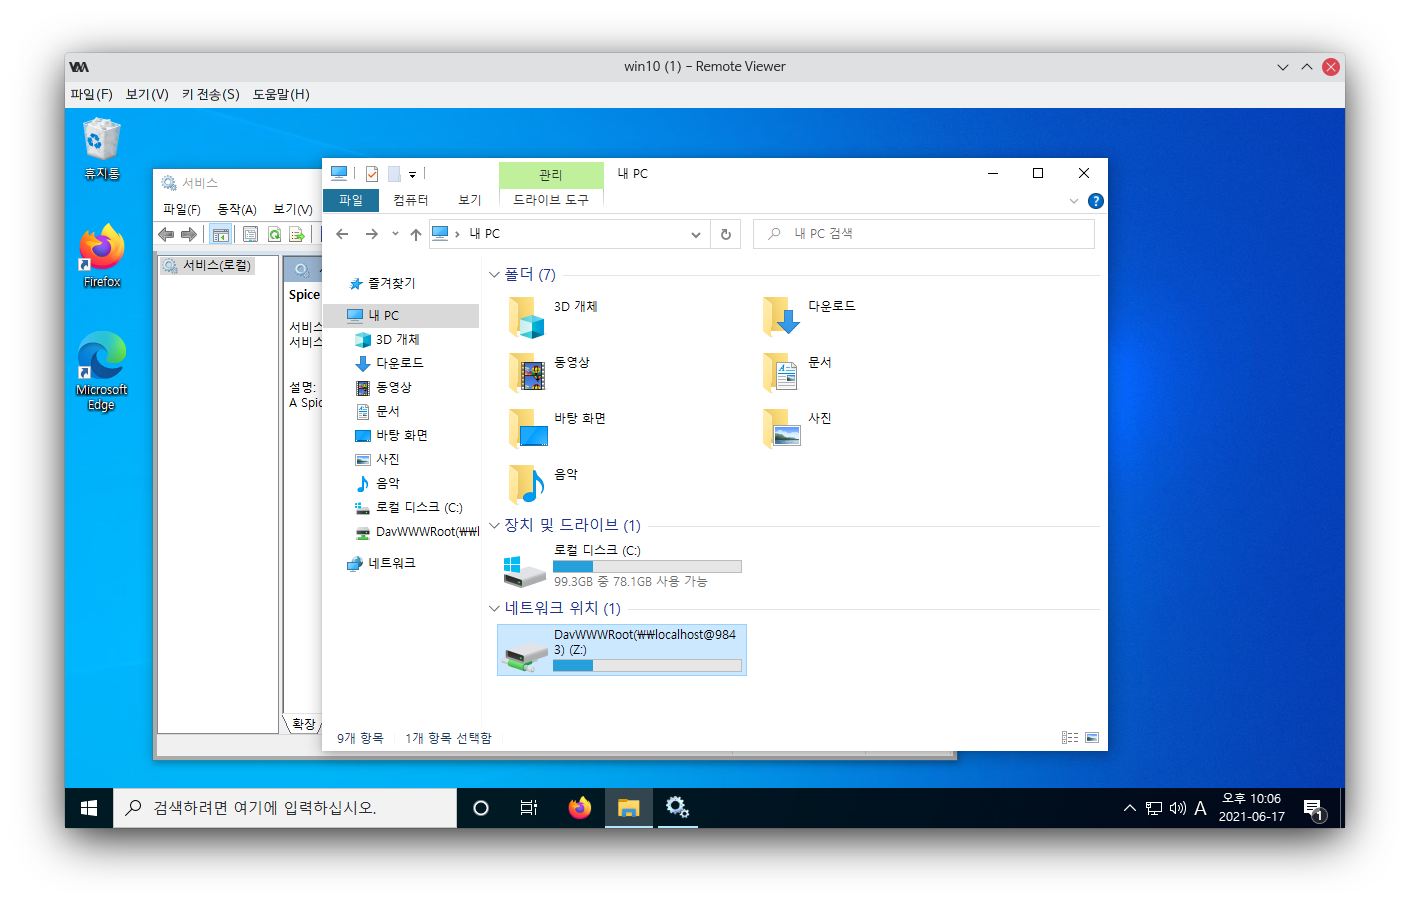 win10 (1) – Remote Viewer
파일(F) 보기(V) 키 전송(S) 도움말(H)
휴지통
Firefox
Microsoft
Edge
서비스
파일(F) 동작(A) 보기(V)
서비스(로컬)
Spice
서비스
서비스
설명:
A Spic
확장
관리
내 PC
파일 컴퓨터 보기 드라이브 도구
내 PC
내 PC 검색
즐겨찾기
내 PC
3D 개체
다운로드
동영상
문서
바탕 화면
사진
음악
로컬 디스크 (C:)
DavWWWRoot(₩₩l
네트워크
폴더 (7)
3D 개체
다운로드
동영상
문서
바탕 화면
사진
음악
장치 및 드라이브 (1)
로컬 디스크 (C:)
99.3GB 중 78.1GB 사용 가능
네트워크 위치 (1)
DavWWWRoot(₩₩localhost@984
3) (Z:)
9개 항목 1개 항목 선택함
검색하려면 여기에 입력하십시오.
A
오후 10:06
2021-06-17
1